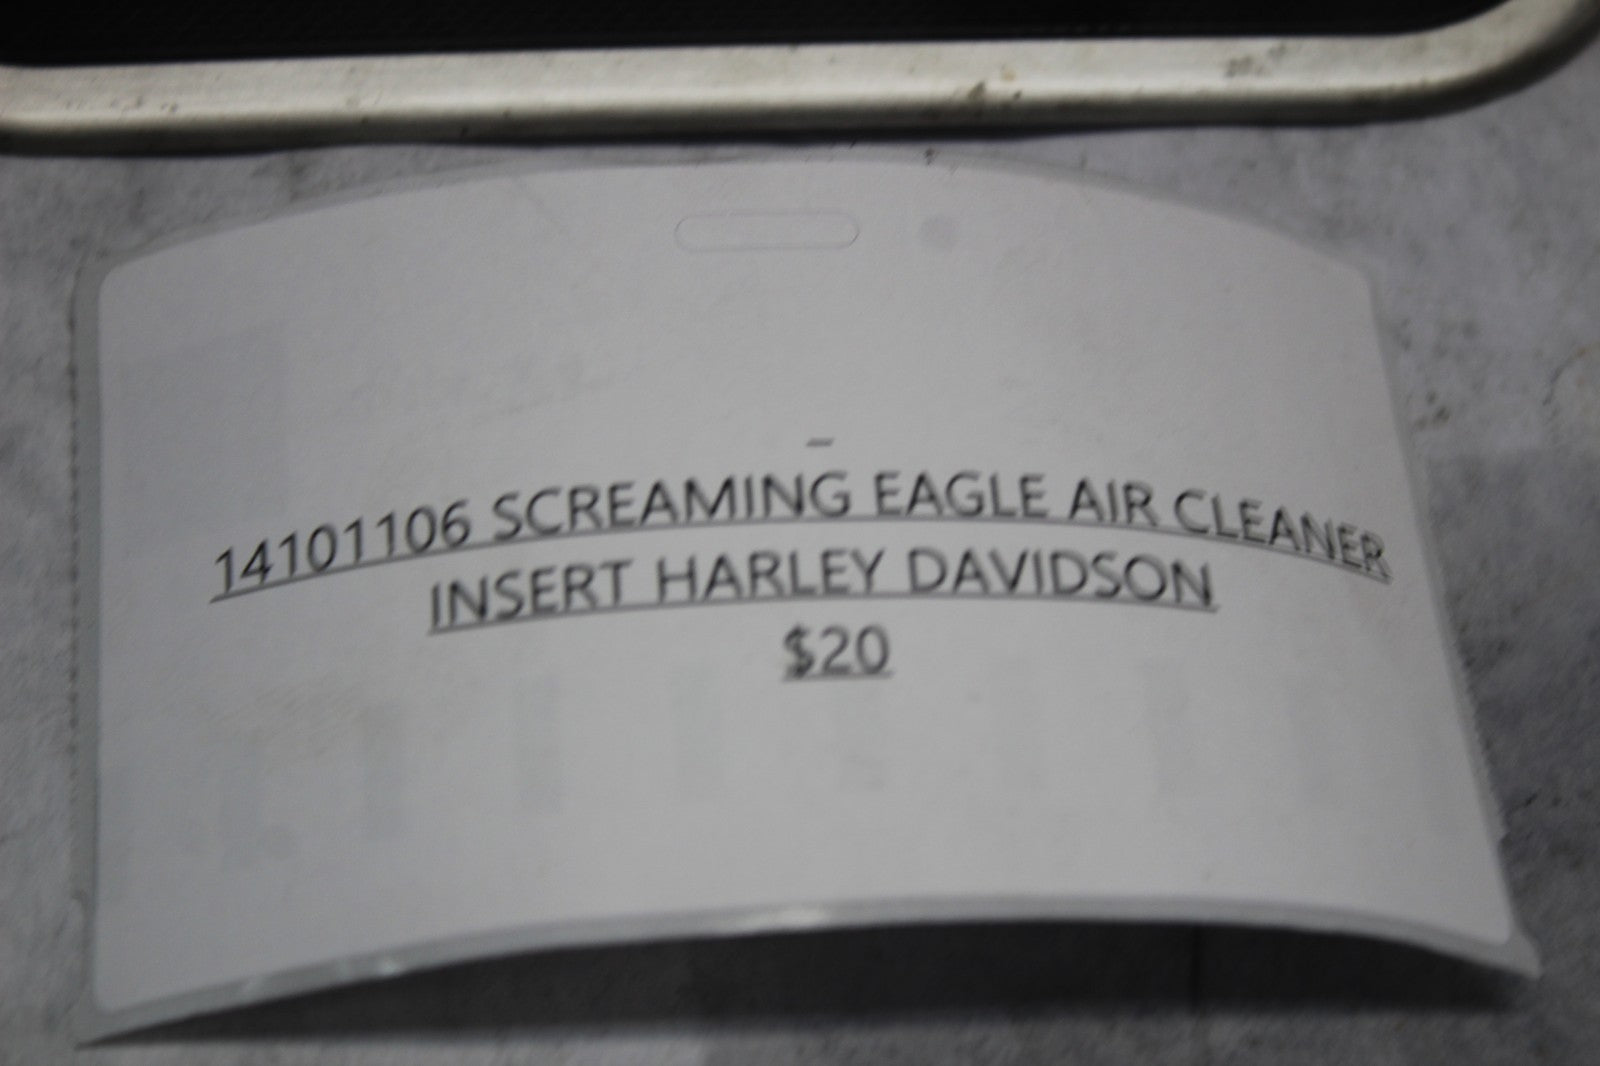 -
14101106 SCREAMING EAGLE AIR CLEANER
INSERT HARLEY DAVIDSON
$20